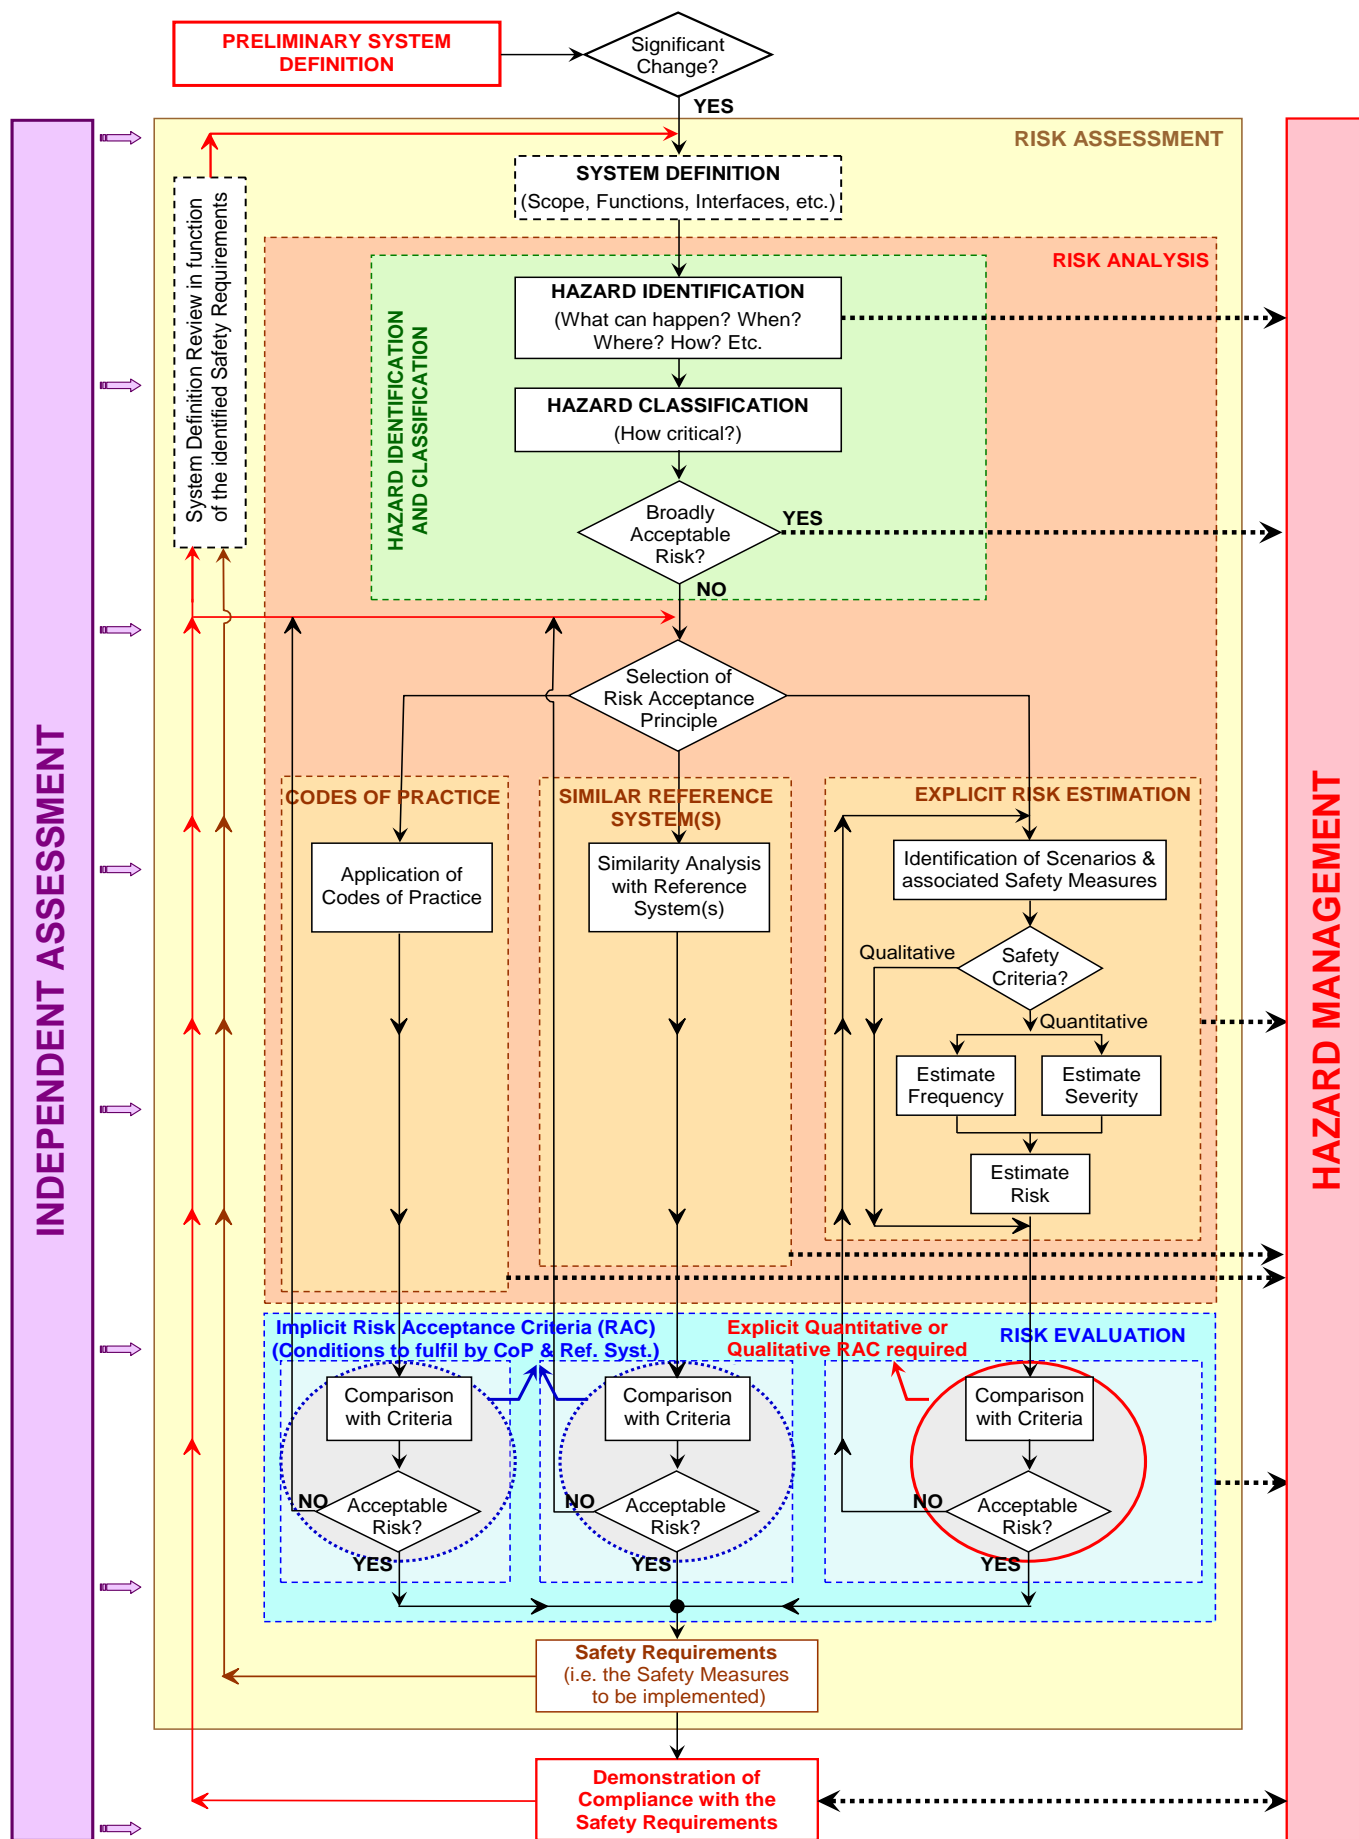 PRELIMINARY SYSTEM
DEFINITION
Significant
Change?
YES
RISK ASSESSMENT
SYSTEM DEFINITION
(Scope, Functions, Interfaces, etc.)
System Definition Review in function
of the identified Safety Requirements
RISK ANALYSIS
HAZARD IDENTIFICATION
AND CLASSIFICATION
HAZARD IDENTIFICATION
(What can happen? When?
Where? How? Etc.
HAZARD CLASSIFICATION
(How critical?)
Broadly
Acceptable
Risk?
YES
NO
Selection of
Risk Acceptance
Principle
INDEPENDENT ASSESSMENT
HAZARD MANAGEMENT
CODES OF PRACTICE
Application of
Codes of Practice
SIMILAR REFERENCE
SYSTEM(S)
Similarity Analysis
with Reference
System(s)
EXPLICIT RISK ESTIMATION
Identification of Scenarios &
associated Safety Measures
Qualitative
Safety
Criteria?
Quantitative
Estimate
Frequency
Estimate
Severity
Estimate
Risk
Implicit Risk Acceptance Criteria (RAC)
(Conditions to fulfil by CoP & Ref. Syst.)
Explicit Quantitative or
Qualitative RAC required
RISK EVALUATION
Comparison
with Criteria
NO
Acceptable
Risk?
YES
Comparison
with Criteria
NO
Acceptable
Risk?
YES
Comparison
with Criteria
NO
Acceptable
Risk?
YES
Safety Requirements
(i.e. the Safety Measures
to be implemented)
Demonstration of
Compliance with the
Safety Requirements